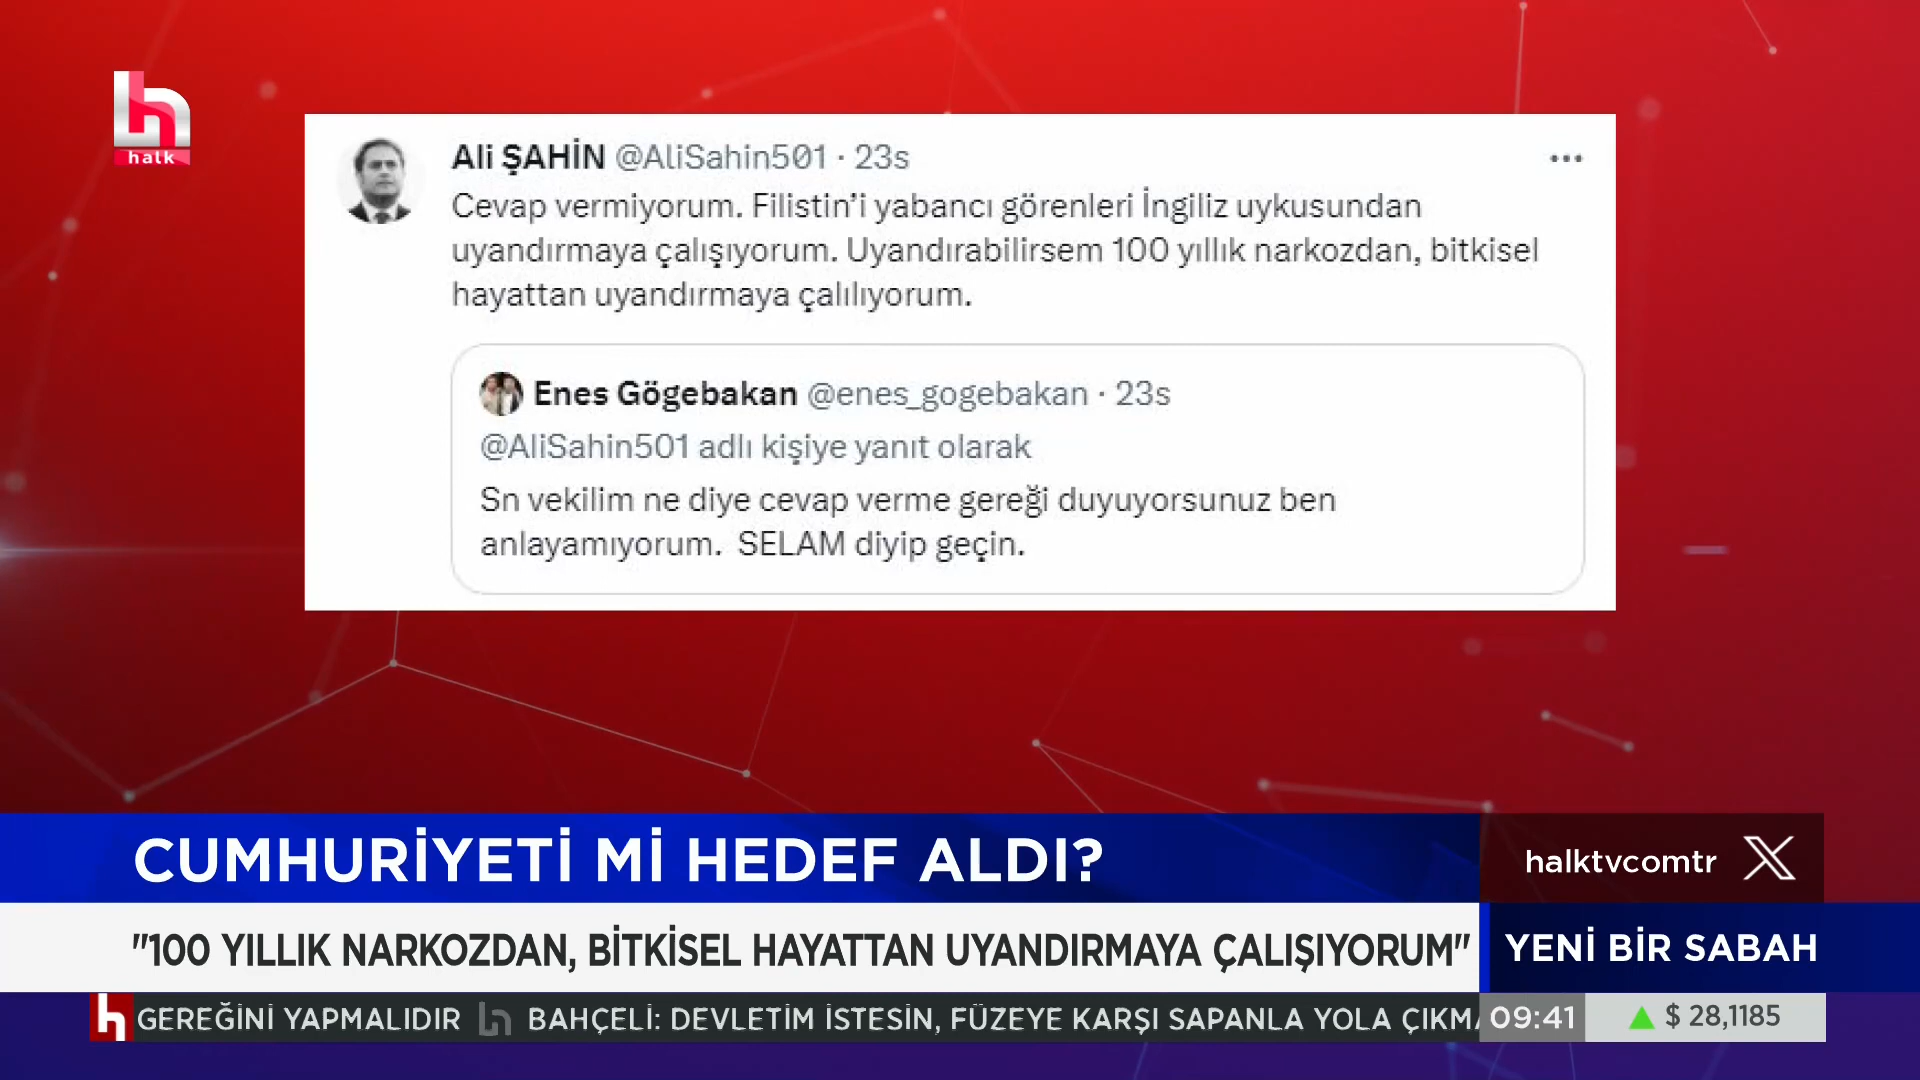 halk
Ali ŞAHİN @AliSahin501 · 23s
Cevap vermiyorum. Filistin’i yabancı görenleri İngiliz uykusundan
uyandırmaya çalışıyorum. Uyandırabilirsem 100 yıllık narkozdan, bitkisel
hayattan uyandırmaya çalılıyorum.
Enes Gögebakan @enes_gogebakan · 23s
@AliSahin501 adlı kişiye yanıt olarak
Sn vekilim ne diye cevap verme gereği duyuyorsunuz ben
anlayamıyorum. SELAM diyip geçin.
CUMHURİYETİ Mİ HEDEF ALDI?
halktvcomtr
"100 YILLIK NARKOZDAN, BİTKİSEL HAYATTAN UYANDIRMAYA ÇALIŞIYORUM"
YENİ BİR SABAH
GEREĞİNİ YAPMALIDIR BAHÇELİ: DEVLETİM İSTESİN, FÜZEYE KARŞI SAPANLA YOLA ÇIKM
09:41
$ 28,1185